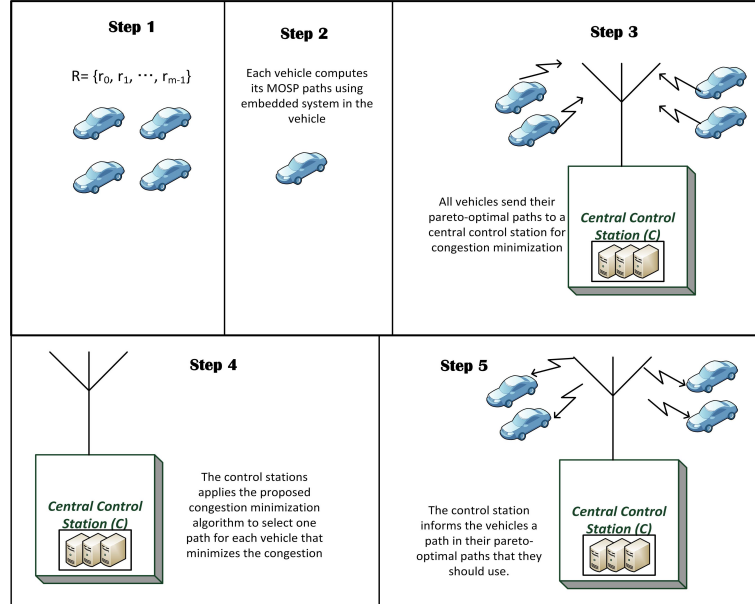 Step 1
R= {r0, r1, ⋯, rm-1}
Step 2
Each vehicle computes
its MOSP paths using
embedded system in the
vehicle
Step 3
All vehicles send their
pareto-optimal paths to a
central control station for
congestion minimization
Central Control
Station (C)
Step 4
Central Control
Station (C)
The control stations
applies the proposed
congestion minimization
algorithm to select one
path for each vehicle that
minimizes the congestion
Step 5
The control station
informs the vehicles a
path in their pareto-
optimal paths that they
should use.
Central Control
Station (C)